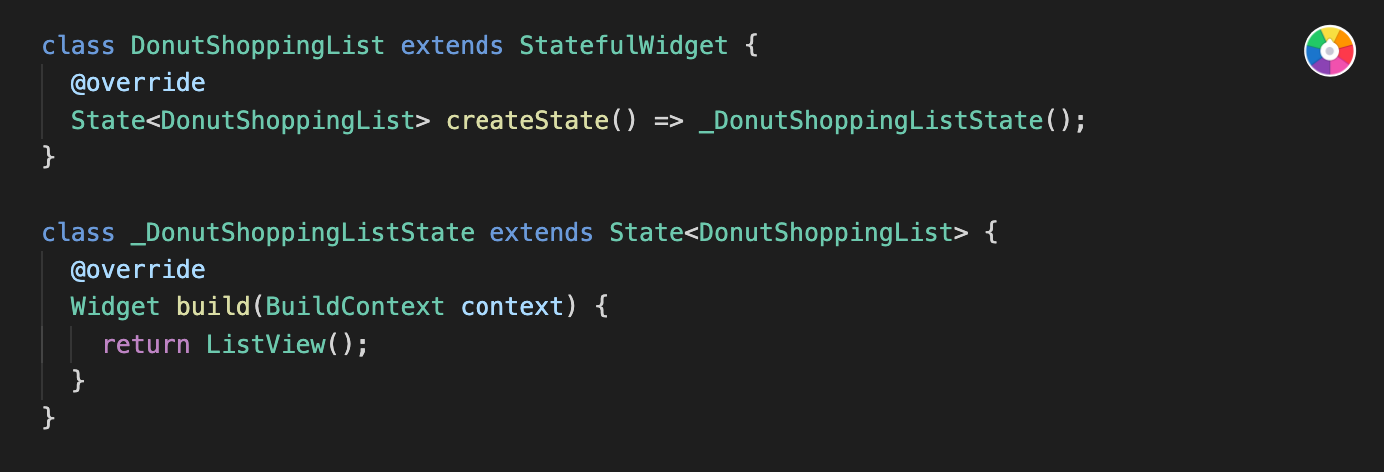 class DonutShoppingList extends StatefulWidget {
  @override
  State<DonutShoppingList> createState() => _DonutShoppingListState();
}

class _DonutShoppingListState extends State<DonutShoppingList> {
  @override
  Widget build(BuildContext context) {
    return ListView();
  }
}